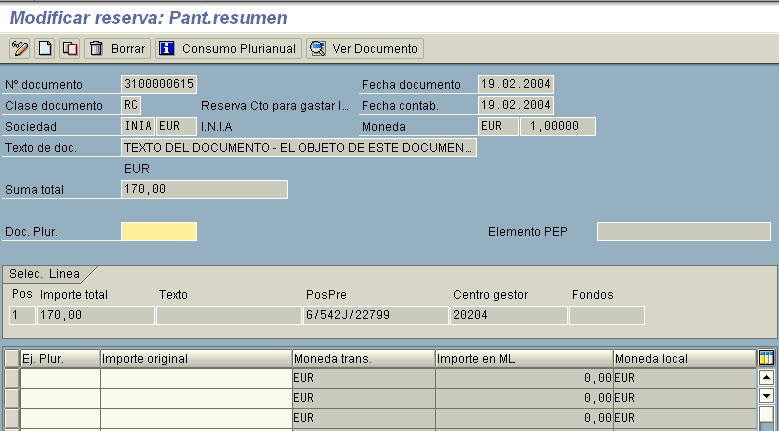 Modificar reserva: Pant.resumen
Borrar Consumo Plurianual Ver Documento
Nº documento 3100000615 Fecha documento 19.02.2004
Clase documento RC Reserva Cto para gastar l... Fecha contab. 19.02.2004
Sociedad INIA EUR I.N.I.A Moneda EUR 1,00000
Texto de doc. TEXTO DEL DOCUMENTO - EL OBJETO DE ESTE DOCUMEN...
EUR
Suma total 170,00
Doc. Plur. Elemento PEP
Selec. Linea
Pos Importe total Texto PosPre Centro gestor Fondos
1 170,00 G/542J/22799 20204
Ej. Plur. Importe original Moneda trans. Importe en ML Moneda local
EUR 0,00 EUR
EUR 0,00 EUR
EUR 0,00 EUR